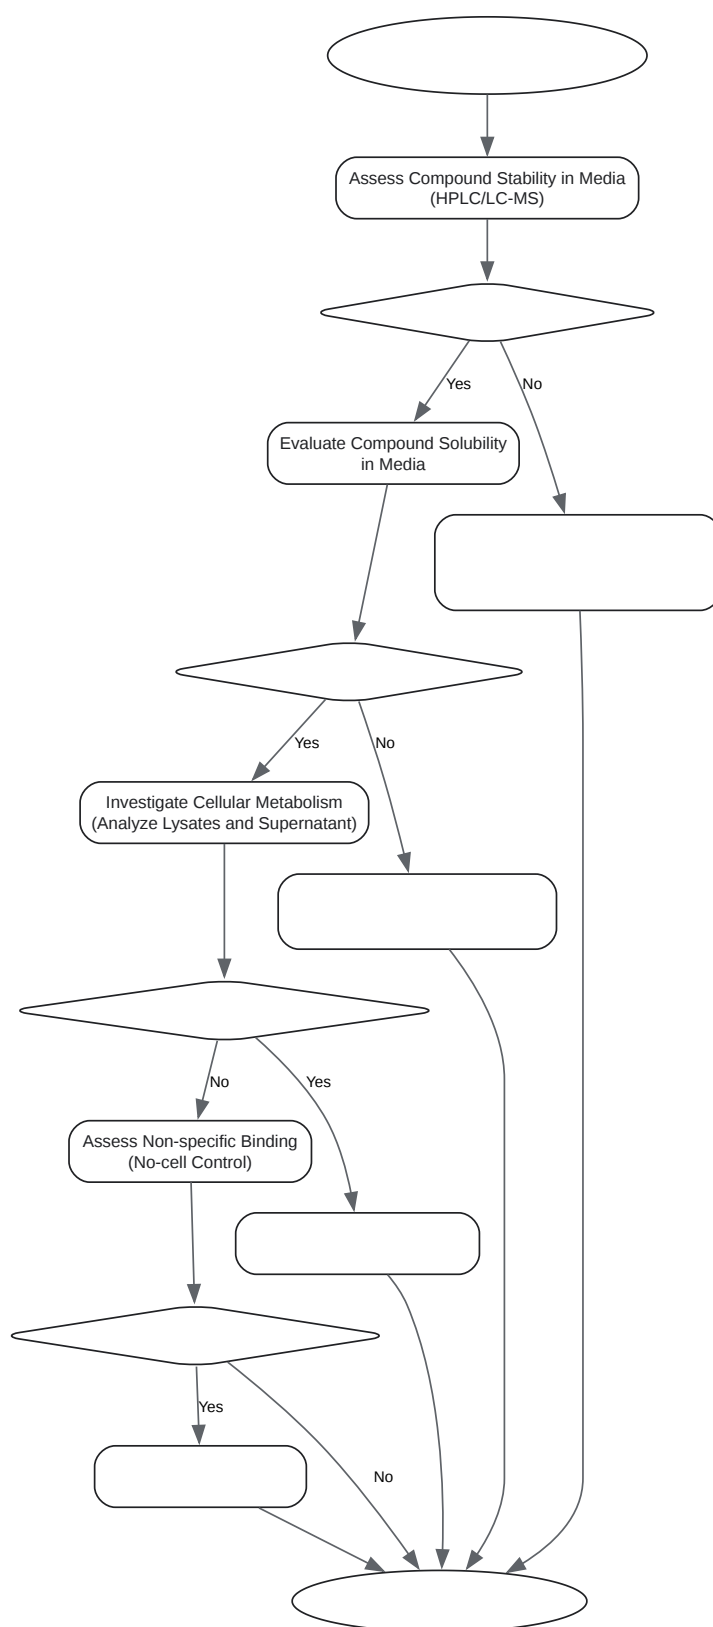 Assess Compound Stability in Media
(HPLC/LC-MS)
Yes
No
Evaluate Compound Solubility
in Media
Yes
No
Investigate Cellular Metabolism
(Analyze Lysates and Supernatant)
No
Yes
Assess Non-specific Binding
(No-cell Control)
Yes
No